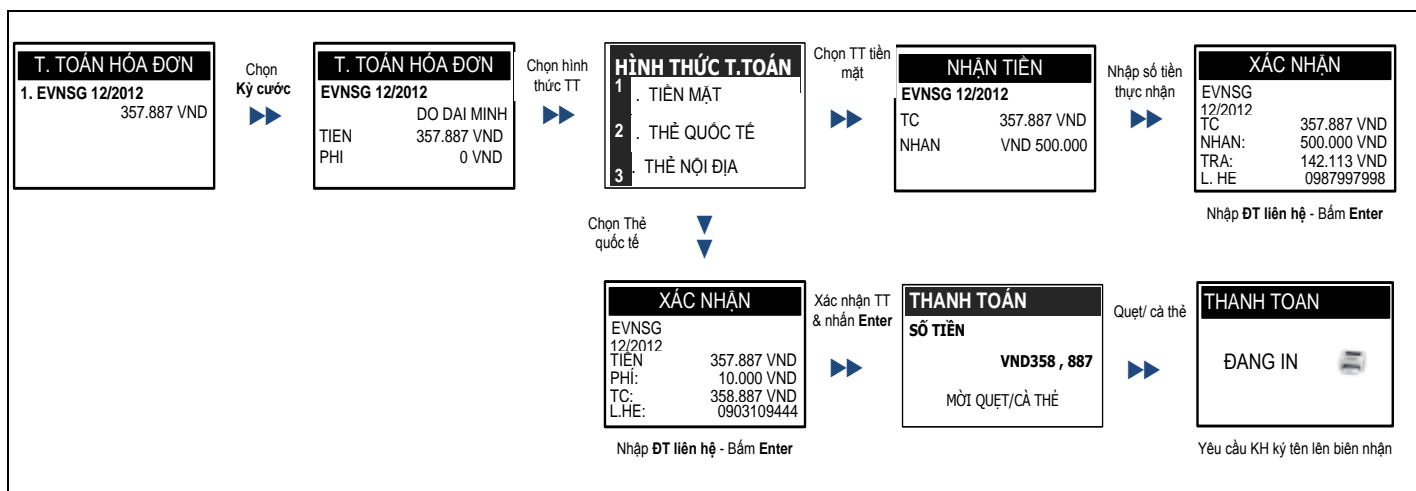 T. TOÁN HÓA ĐƠN
1. EVNSG 12/2012
357.887 VND
Chọn
Kỳ cước
T. TOÁN HÓA ĐƠN
EVNSG 12/2012
DO DAI MINH
TIEN 357.887 VND
PHI 0 VND
Chọn hình
thức TT
HÌNH THỨC T.TOÁN
1 . TIỀN MẶT
2 . THẺ QUỐC TẾ
3 . THẺ NỘI ĐỊA
Chọn TT tiền
mặt
NHẬN TIỀN
EVNSG 12/2012
TC 357.887 VND
NHAN VND 500.000
Nhập số tiền
thực nhận
XÁC NHẬN
EVNSG
12/2012
TC 357.887 VND
NHAN: 500.000 VND
TRA: 142.113 VND
L. HE 0987997998
Nhập ĐT liên hệ - Bấm Enter
Chọn Thẻ
quốc tế
XÁC NHẬN
EVNSG
12/2012
TIỀN 357.887 VND
PHÍ: 10.000 VND
TC: 358.887 VND
L.HE: 0903109444
Nhập ĐT liên hệ - Bấm Enter
Xác nhận TT
& nhấn Enter
THANH TOÁN
SỐ TIỀN
VND358 , 887
MỜI QUẸT/CÀ THẺ
Quẹt/ cà thẻ
THANH TOAN
ĐANG IN
Yêu cầu KH ký tên lên biên nhận